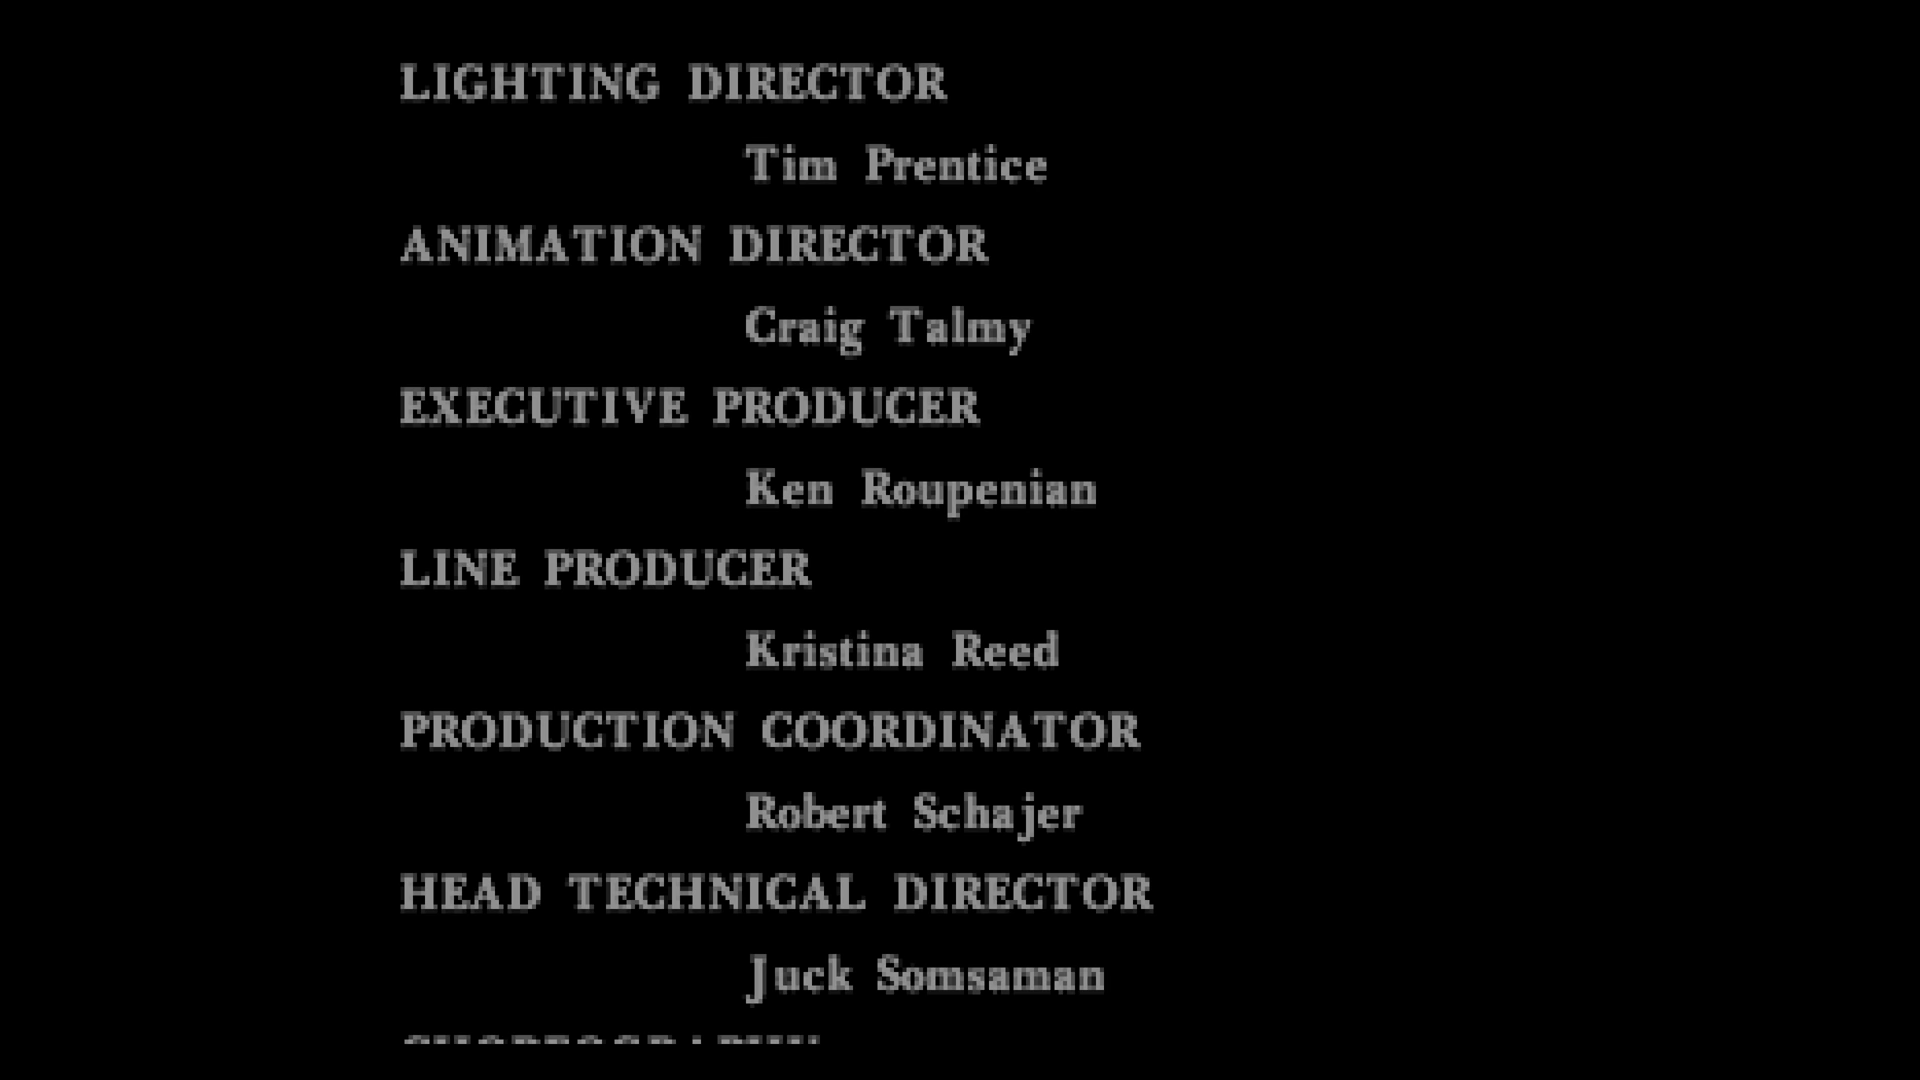 LIGHTING DIRECTOR
Tim Prentice
ANIMATION DIRECTOR
Craig Talmy
EXECUTIVE PRODUCER
Ken Roupenian
LINE PRODUCER
Kristina Reed
PRODUCTION COORDINATOR
Robert Schajer
HEAD TECHNICAL DIRECTOR
Juck Somsaman